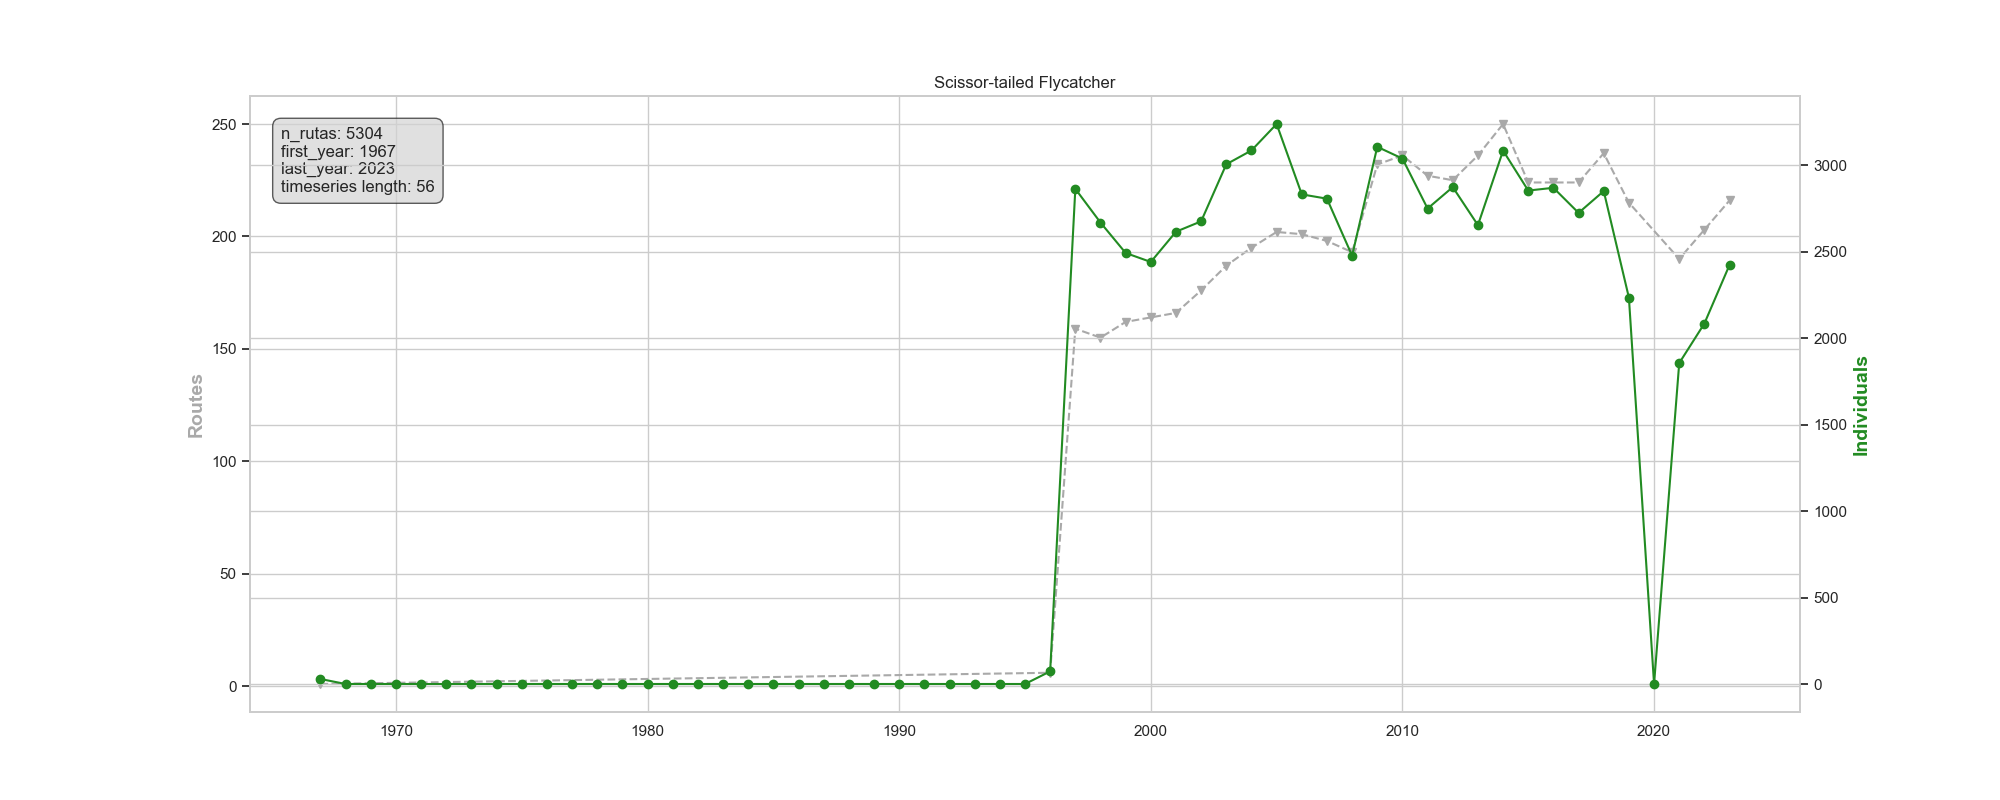 Scissor-tailed Flycatcher
n_rutas: 5304
first_year: 1967
last_year: 2023
timeseries length: 56
250
200
150
100
50
0
Routes
3000
2500
2000
1500
1000
500
0
Individuals
1970
1980
1990
2000
2010
2020